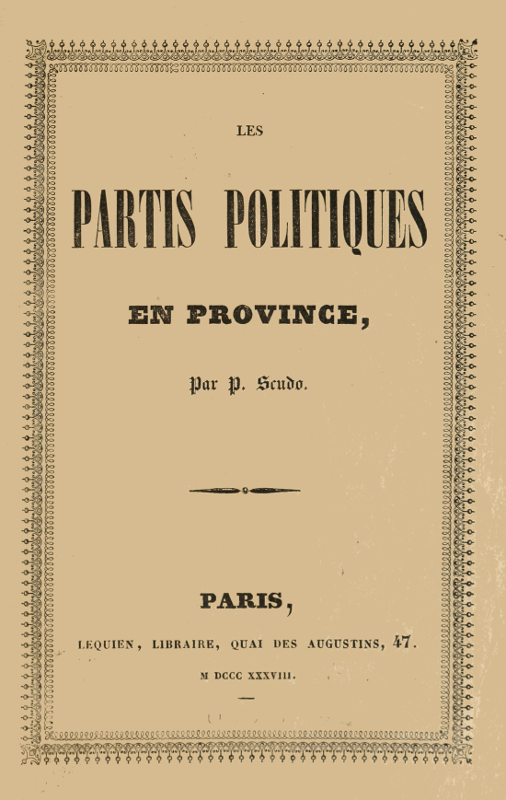 LES
PARTIS POLITIQUES
EN PROVINCE,
Par P. Scudo.
PARIS,
LEQUIEN, LIBRAIRE, QUAI DES AUGUSTINS, 47.
M DCCC XXXVIII.